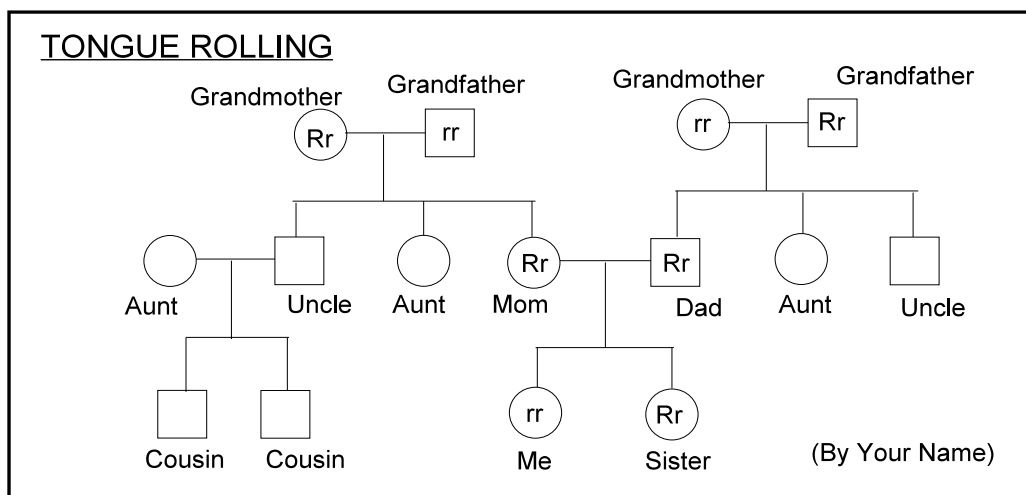 TONGUE ROLLING
Grandmother Grandfather Grandmother Grandfather
Rr rr rr Rr
Rr Rr
Aunt Uncle Aunt Mom Dad Aunt Uncle
rr Rr
Cousin Cousin Me Sister (By Your Name)